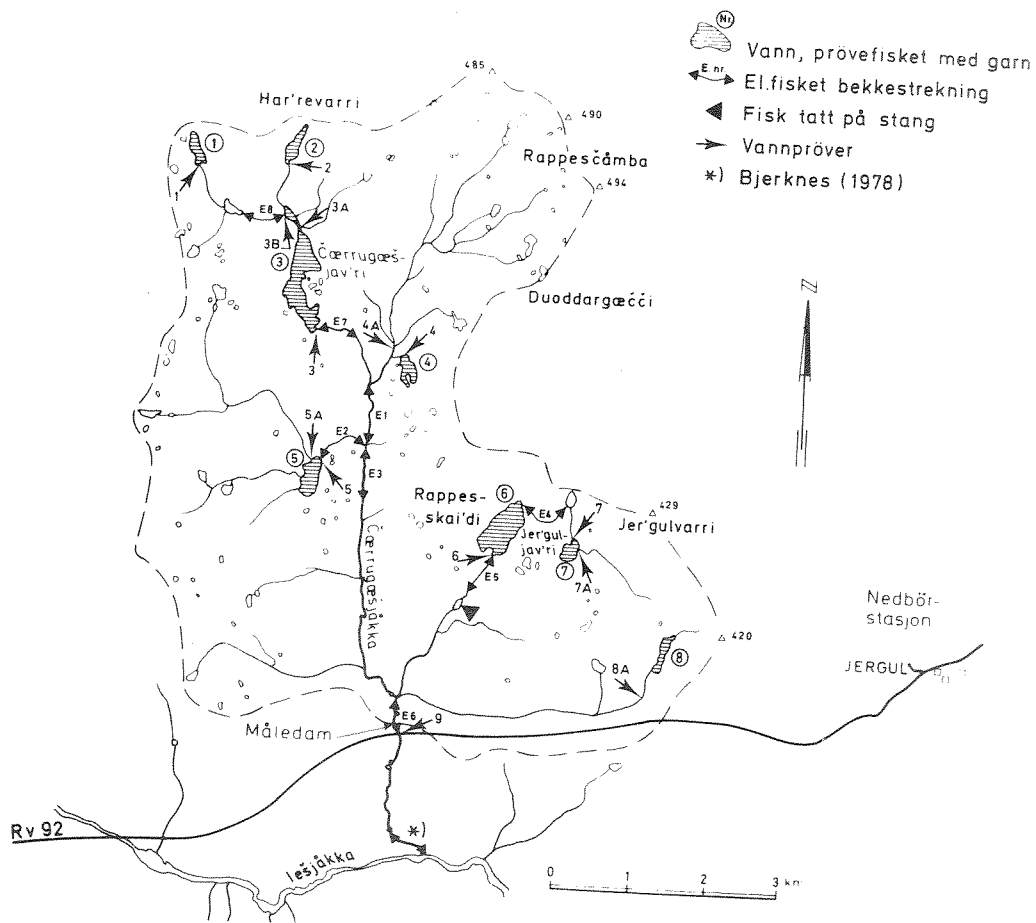 Nr.
Vann, prövefisket med garn
E.nr.
El.fisket bekkestrekning
Fisk tatt på stang
Vannpröver
*) Bjerknes (1978)
485
Har'revarri
490
Rappesčåmba
494
1
2
2
1
E8
3A
3B
3
Čærrugæš-
jav'ri
Duoddargæčči
N
E7
4A
4
4
3
E1
5A
E2
5
5
E3
Čærrugæšjåkka
Rappes-
skai'di
6
E4
7
429
Jer'gulvarri
Jer'gul-
jav'ri
6
7
E5
7A
Nedbör-
stasjon
420
JERGUL
8
8A
E6
9
Måledam
Rv 92
*)
Iešjåkka
0
1
2
3 km